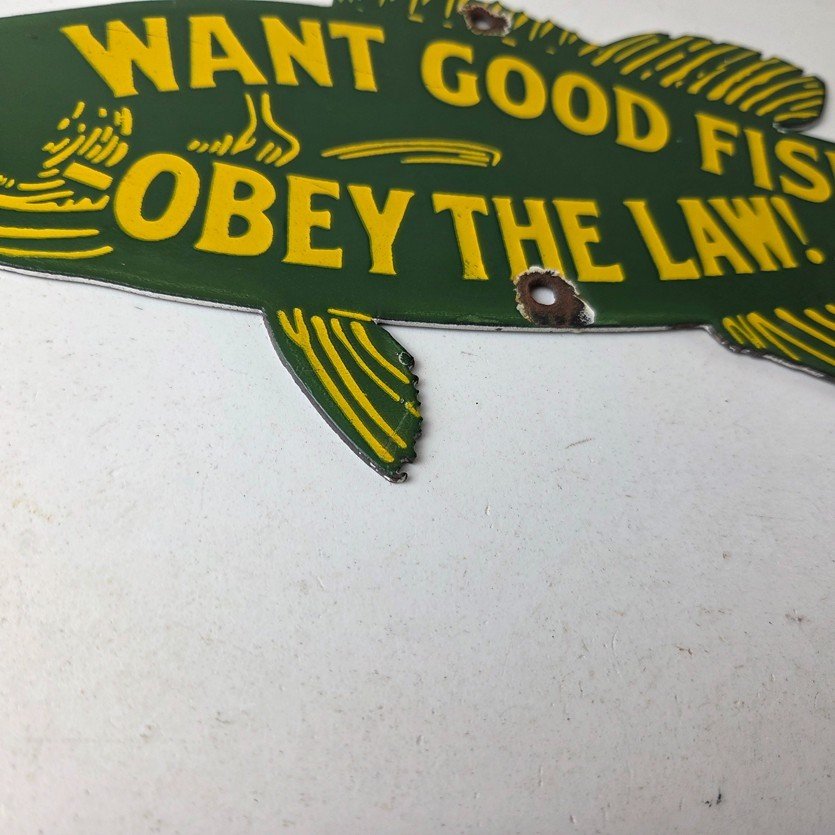 WANT GOOD FIS
OBEY THE LAW!